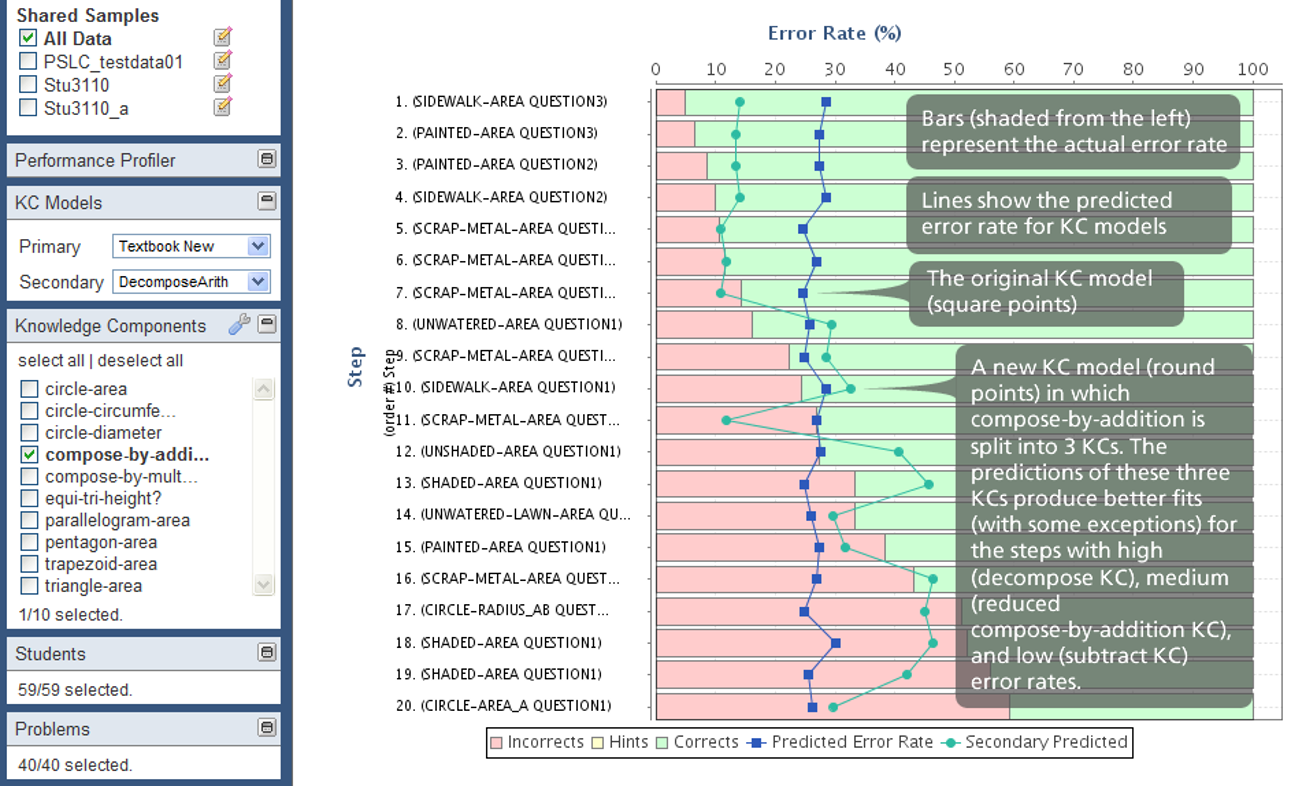 Shared Samples
All Data
PSLC_testdata01
Stu3110
Stu3110_a
Performance Profiler
KC Models
Primary Textbook New
Secondary DecomposeArith
Knowledge Components
select all | deselect all
circle-area
circle-circumfe...
circle-diameter
compose-by-addi...
compose-by-mult...
equi-tri-height?
parallelogram-area
pentagon-area
trapezoid-area
triangle-area
1/10 selected.
Students
59/59 selected.
Problems
40/40 selected.
Error Rate (%)
0 10 20 30 40 50 60 70 80 90 100
Step
(order #) Step
1. (SIDEWALK-AREA QUESTION3)
2. (PAINTED-AREA QUESTION3)
3. (PAINTED-AREA QUESTION2)
4. (SIDEWALK-AREA QUESTION2)
5. (SCRAP-METAL-AREA QUESTI...
6. (SCRAP-METAL-AREA QUESTI...
7. (SCRAP-METAL-AREA QUESTI...
8. (UNWATERED-AREA QUESTION1)
9. (SCRAP-METAL-AREA QUESTI...
10. (SIDEWALK-AREA QUESTION1)
11. (SCRAP-METAL-AREA QUEST...
12. (UNSHADED-AREA QUESTION1)
13. (SHADED-AREA QUESTION1)
14. (UNWATERED-LAWN-AREA QU...
15. (PAINTED-AREA QUESTION1)
16. (SCRAP-METAL-AREA QUEST...
17. (CIRCLE-RADIUS_AB QUEST...
18. (SHADED-AREA QUESTION1)
19. (SHADED-AREA QUESTION1)
20. (CIRCLE-AREA_A QUESTION1)
Bars (shaded from the left)
represent the actual error rate
Lines show the predicted
error rate for KC models
The original KC model
(square points)
A new KC model (round
points) in which
compose-by-addition is
split into 3 KCs. The
predictions of these three
KCs produce better fits
(with some exceptions) for
the steps with high
(decompose KC), medium
(reduced
compose-by-addition KC),
and low (subtract KC)
error rates.
Incorrects Hints Corrects Predicted Error Rate Secondary Predicted